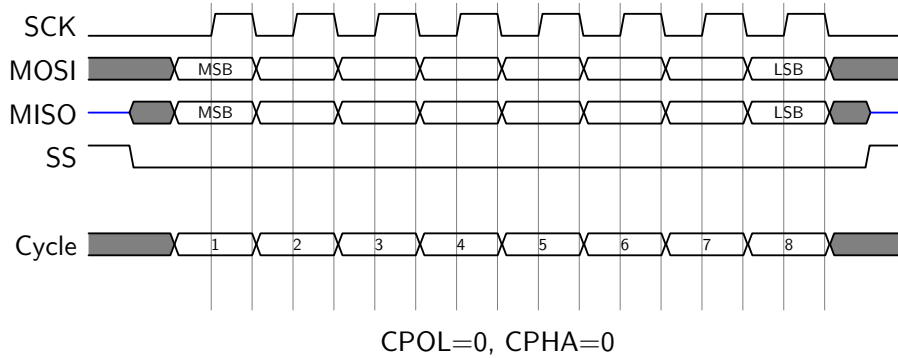 SCK
MOSI MSB LSB
MISO MSB LSB
SS
Cycle 1 2 3 4 5 6 7 8
CPOL=0, CPHA=0